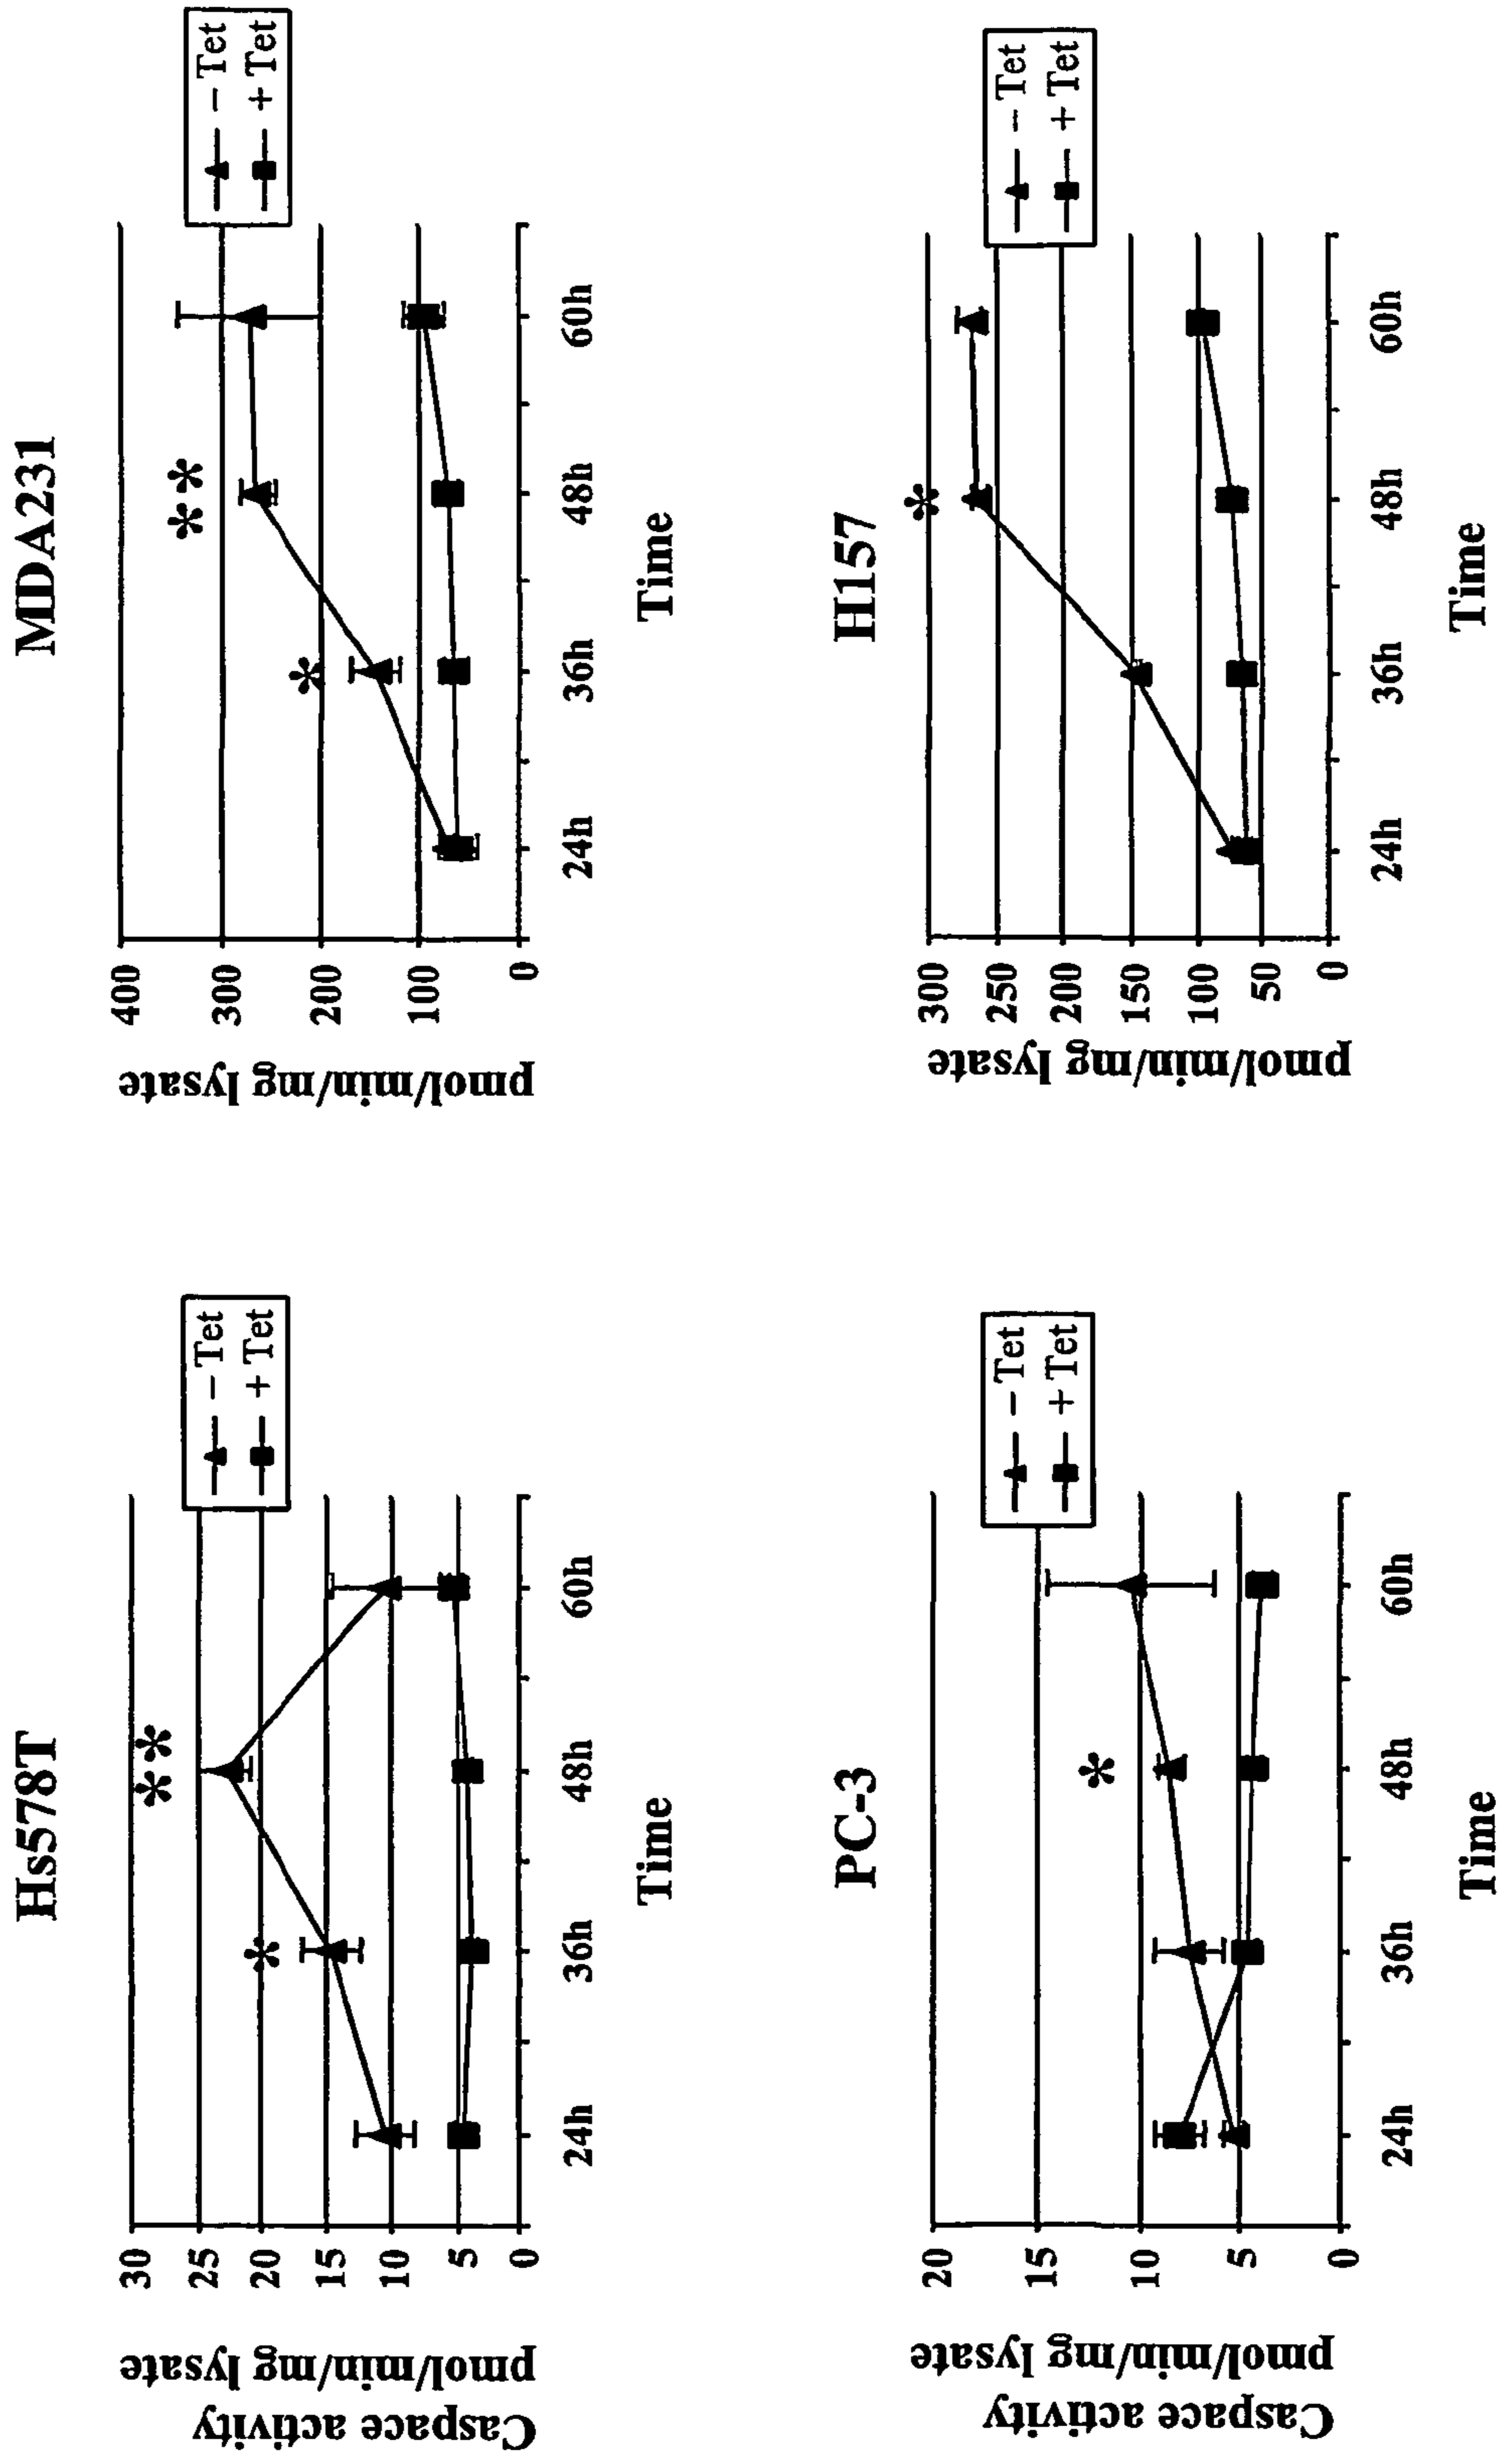 Hs578T
Caspace activity
pmol/min/mg lysate
30
25
20
15
10
5
0
*
**
24h
36h
48h
60h
Time
– Tet
+ Tet
MDA231
pmol/min/mg lysate
400
300
200
100
0
*
**
24h
36h
48h
60h
Time
– Tet
+ Tet
PC-3
Caspace activity
pmol/min/mg lysate
20
15
10
5
0
*
24h
36h
48h
60h
Time
– Tet
+ Tet
H157
pmol/min/mg lysate
300
250
200
150
100
50
0
*
24h
36h
48h
60h
Time
– Tet
+ Tet